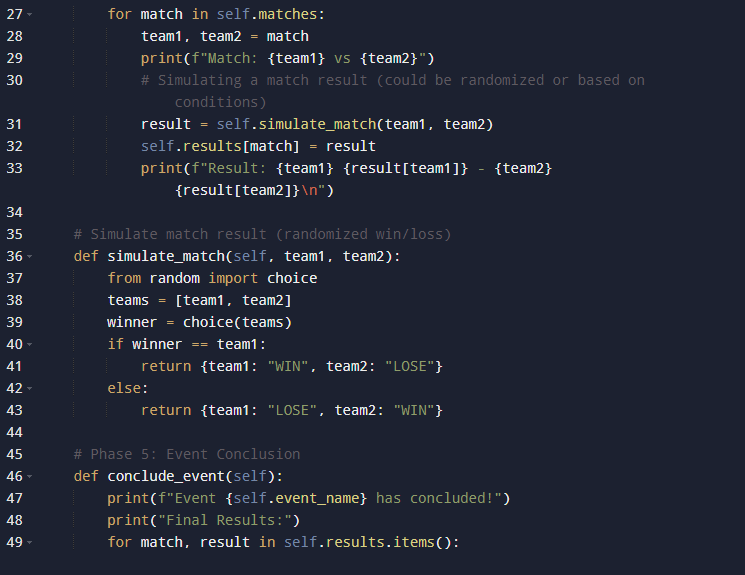 27 for match in self.matches:
28 team1, team2 = match
29 print(f"Match: {team1} vs {team2}")
30 # Simulating a match result (could be randomized or based on
conditions)
31 result = self.simulate_match(team1, team2)
32 self.results[match] = result
33 print(f"Result: {team1} {result[team1]} - {team2}
{result[team2]}\n")
34
35 # Simulate match result (randomized win/loss)
36 def simulate_match(self, team1, team2):
37 from random import choice
38 teams = [team1, team2]
39 winner = choice(teams)
40 if winner == team1:
41 return {team1: "WIN", team2: "LOSE"}
42 else:
43 return {team1: "LOSE", team2: "WIN"}
44
45 # Phase 5: Event Conclusion
46 def conclude_event(self):
47 print(f"Event {self.event_name} has concluded!")
48 print("Final Results:")
49 for match, result in self.results.items():